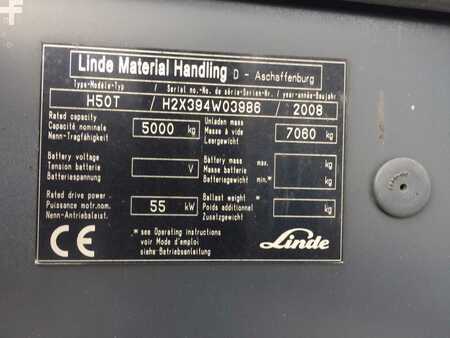 Linde Material Handling D - Aschaffenburg
Type-Modèle-Typ / Serial no.-No. de série-Serien-Nr. / year-année-Baujahr
H50T / H2X394W03986 / 2008
Rated capacity
Capacité nominale
Nenn-Tragfähigkeit
5000 kg
Unladen mass
Masse à vide
Leergewicht
7060 kg
Battery voltage
Tension batterie
Batteriespannung
V
Battery mass
Masse batterie
Batteriegewicht
max. kg
min.* kg
Rated drive power
Puissance motr.nom.
Nenn-Antriebsleist.
55 kW
Ballast weight *
Poids additionnel
Zusatzgewicht
kg
CE
* see Operating instructions
voir Mode d'emploi
siehe Betriebsanleitung
Linde